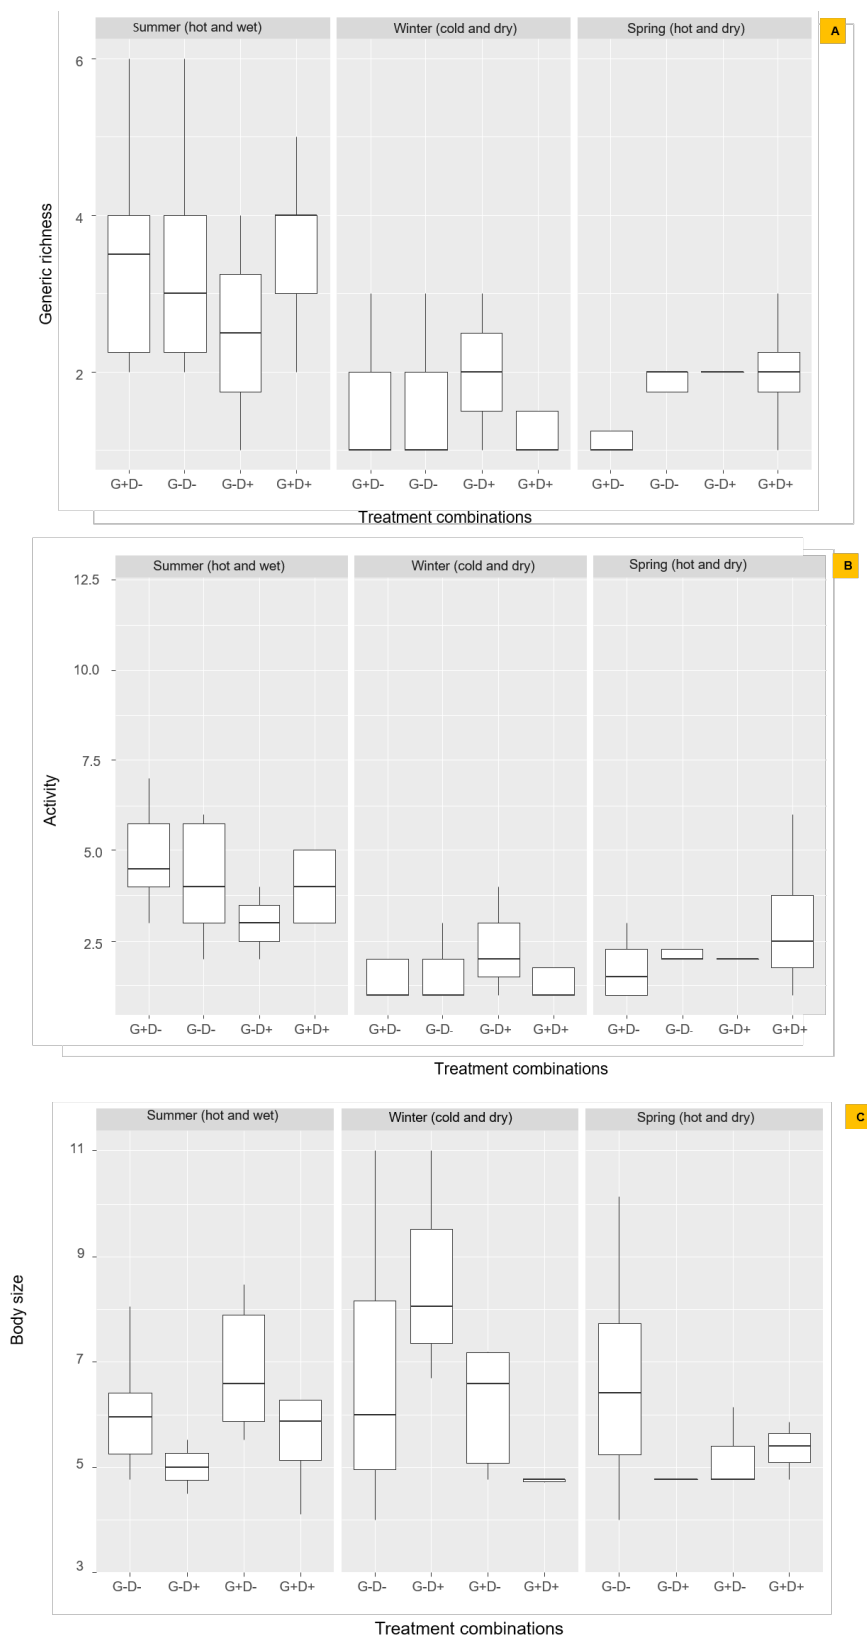 Summer (hot and wet) Winter (cold and dry) Spring (hot and dry) A
6
4
2
Generic richness
G+D- G-D- G-D+ G+D+ G+D- G-D- G-D+ G+D+ G+D- G-D- G-D+ G+D+
Treatment combinations
Summer (hot and wet) Winter (cold and dry) Spring (hot and dry) B
12.5
10.0
7.5
5.0
2.5
Activity
G+D- G-D- G-D+ G+D+ G+D- G-D- G-D+ G+D+ G+D- G-D- G-D+ G+D+
Treatment combinations
Summer (hot and wet) Winter (cold and dry) Spring (hot and dry) C
11
9
7
5
3
Body size
G-D- G-D+ G+D- G+D+ G-D- G-D+ G+D- G+D+ G-D- G-D+ G+D- G+D+
Treatment combinations